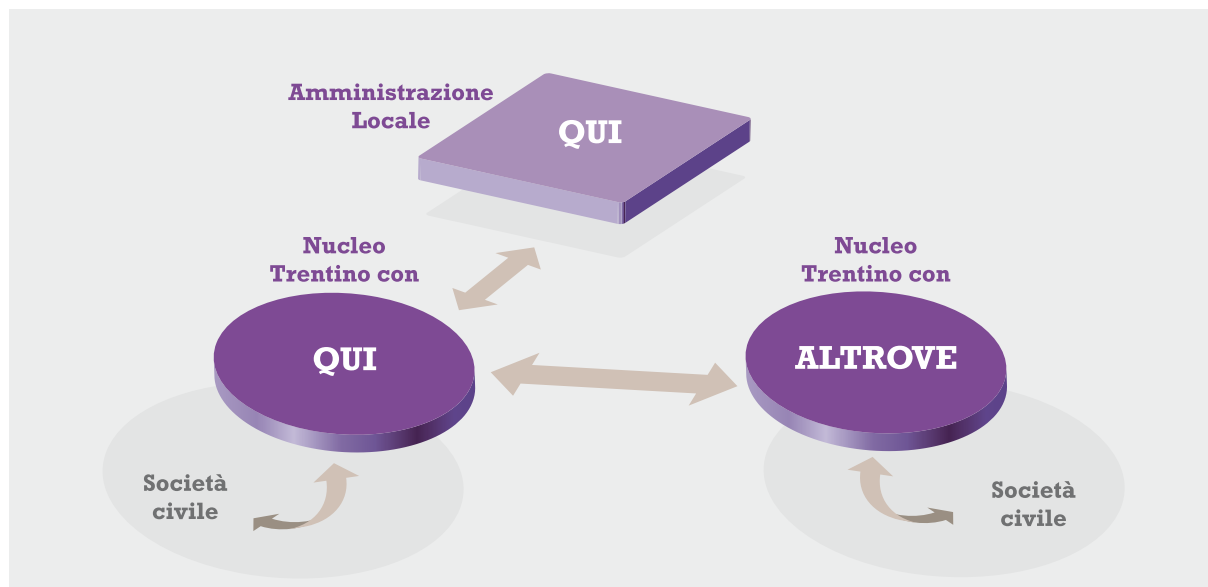 Amministrazione
Locale
QUI
Nucleo
Trentino con
QUI
Nucleo
Trentino con
ALTROVE
Società
civile
Società
civile